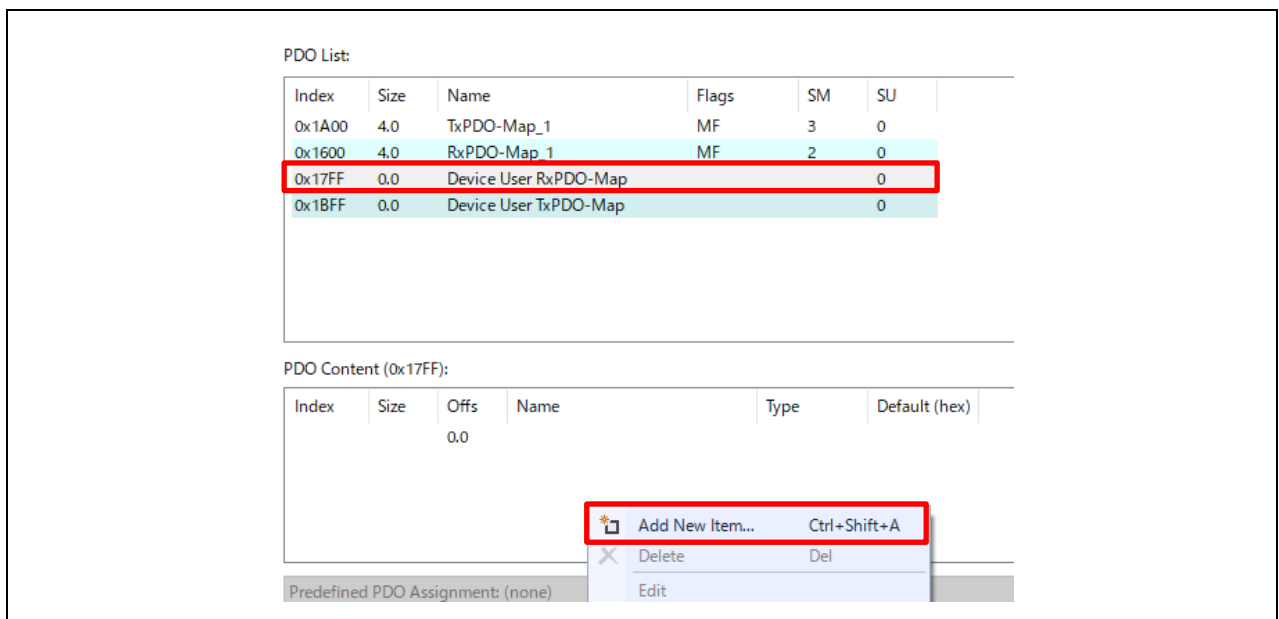 PDO List:
Index Size Name Flags SM SU
0x1A00 4.0 TxPDO-Map_1 MF 3 0
0x1600 4.0 RxPDO-Map_1 MF 2 0
0x17FF 0.0 Device User RxPDO-Map 0
0x1BFF 0.0 Device User TxPDO-Map 0
PDO Content (0x17FF):
Index Size Offs Name Type Default (hex)
0.0
Add New Item... Ctrl+Shift+A
Delete Del
Predefined PDO Assignment: (none) Edit